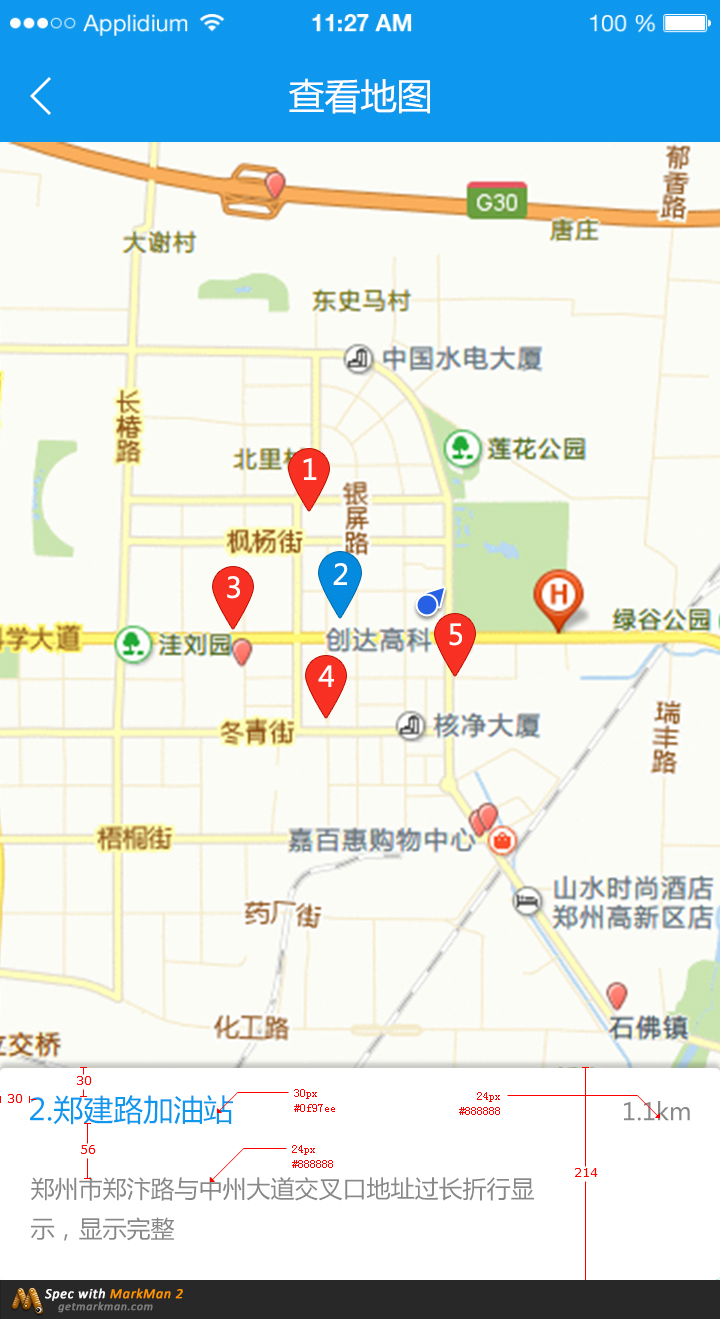 Applidium 11:27 AM 100 %
查看地图
郁香路
G30
唐庄
大谢村
东史马村
中国水电大厦
长椿路
莲花公园
北里
1
银屏路
枫杨街
2
3
H
绿谷公园
5
科学大道
洼刘园
创达高科
4
瑞丰路
冬青街
核净大厦
梧桐街
嘉百惠购物中心
山水时尚酒店
郑州高新区店
药厂街
石佛镇
化工路
立交桥
30
30
2.郑建路加油站
30px
#0f97ee
24px
#888888
1.1km
56
24px
#888888
214
郑州市郑汴路与中州大道交叉口地址过长折行显
示，显示完整
Spec with MarkMan 2
getmarkman.com